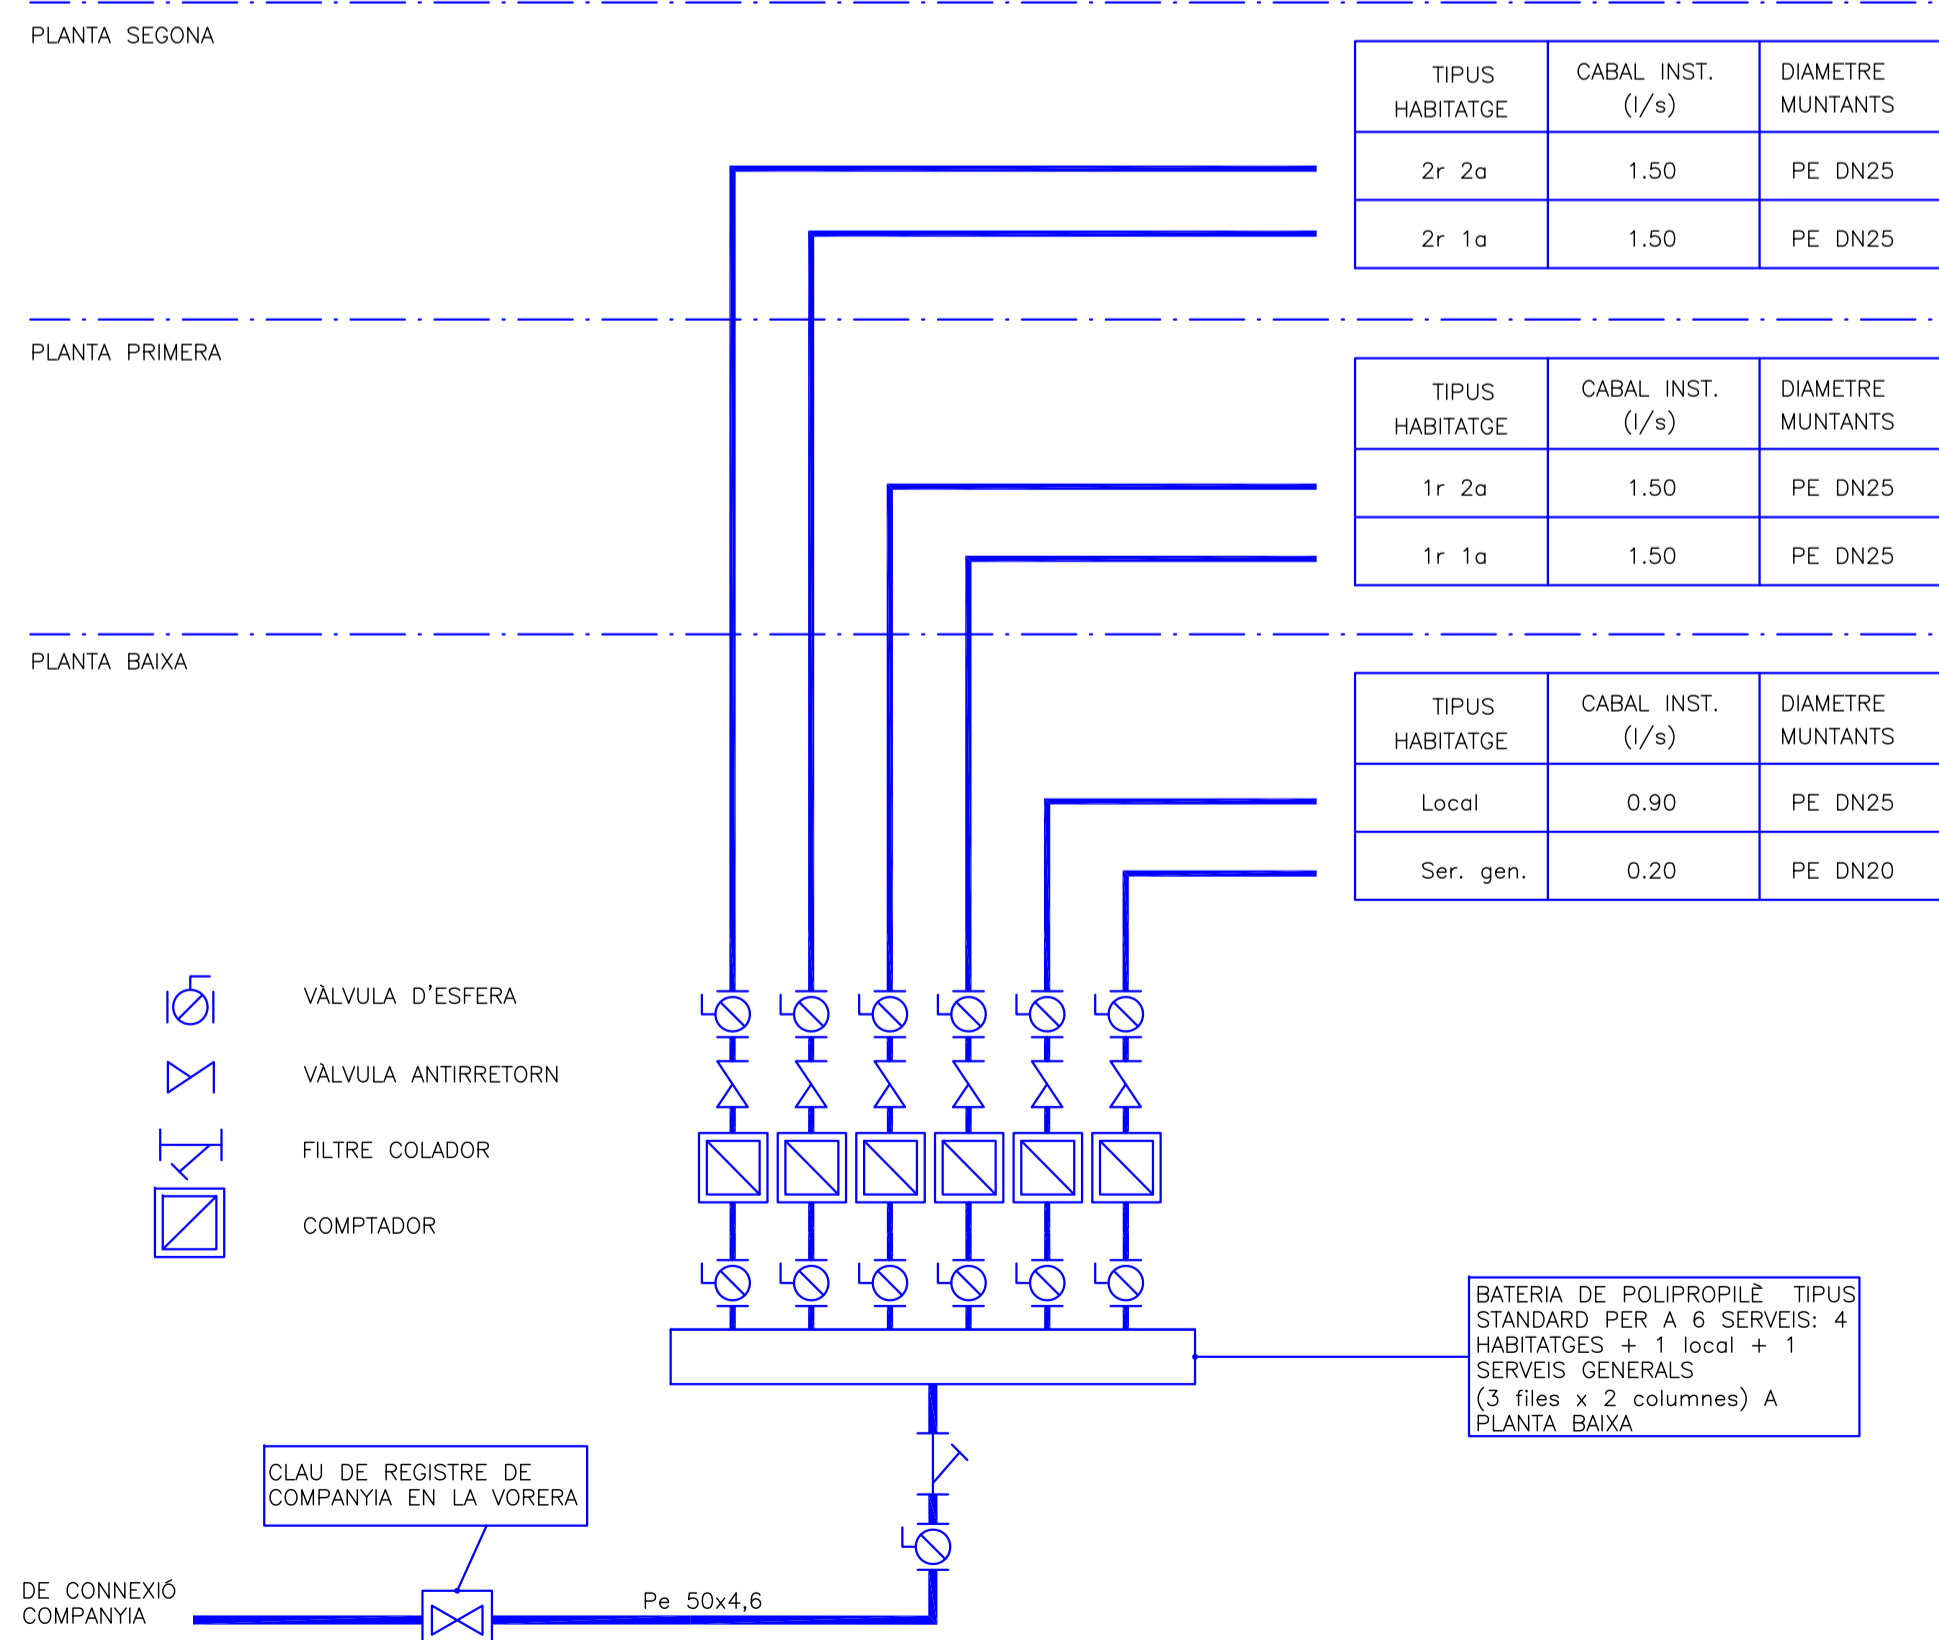 PLANTA SEGONA
TIPUS HABITATGE
CABAL INST. (l/s)
DIAMETRE MUNTANTS
2r 2a 1.50 PE DN25
2r 1a 1.50 PE DN25
PLANTA PRIMERA
TIPUS HABITATGE
CABAL INST. (l/s)
DIAMETRE MUNTANTS
1r 2a 1.50 PE DN25
1r 1a 1.50 PE DN25
PLANTA BAIXA
TIPUS HABITATGE
CABAL INST. (l/s)
DIAMETRE MUNTANTS
Local 0.90 PE DN25
Ser. gen. 0.20 PE DN20
VÀLVULA D'ESFERA
VÀLVULA ANTIRRETORN
FILTRE COLADOR
COMPTADOR
BATERIA DE POLIPROPILÈ TIPUS
STANDARD PER A 6 SERVEIS: 4
HABITATGES + 1 local + 1
SERVEIS GENERALS
(3 files x 2 columnes) A
PLANTA BAIXA
CLAU DE REGISTRE DE
COMPANYIA EN LA VORERA
DE CONNEXIÓ
COMPANYIA
Pe 50x4,6